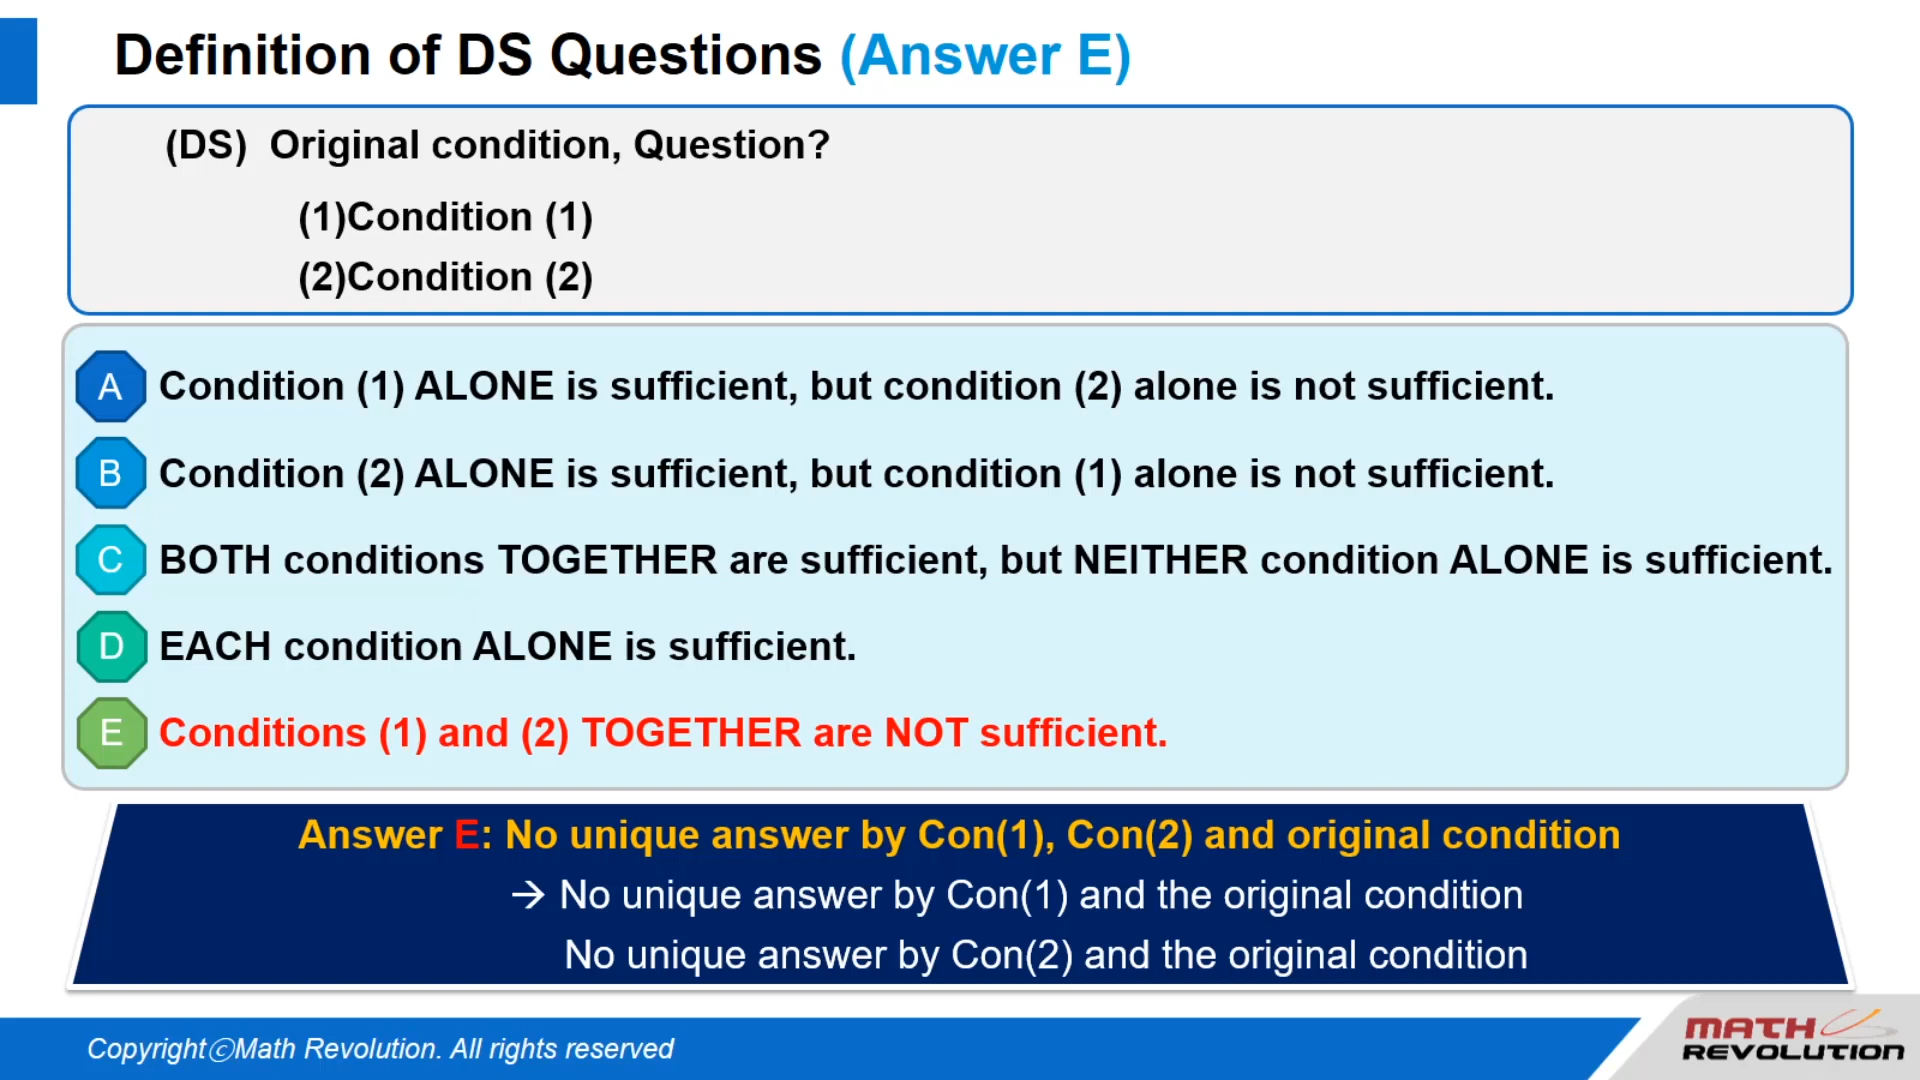 Definition of DS Questions (Answer E)
(DS) Original condition, Question?
(1)Condition (1)
(2)Condition (2)
A Condition (1) ALONE is sufficient, but condition (2) alone is not sufficient.
B Condition (2) ALONE is sufficient, but condition (1) alone is not sufficient.
C BOTH conditions TOGETHER are sufficient, but NEITHER condition ALONE is sufficient.
D EACH condition ALONE is sufficient.
E Conditions (1) and (2) TOGETHER are NOT sufficient.
Answer E: No unique answer by Con(1), Con(2) and original condition
→ No unique answer by Con(1) and the original condition
No unique answer by Con(2) and the original condition
CopyrightⓒMath Revolution. All rights reserved
MATH
REVOLUTION